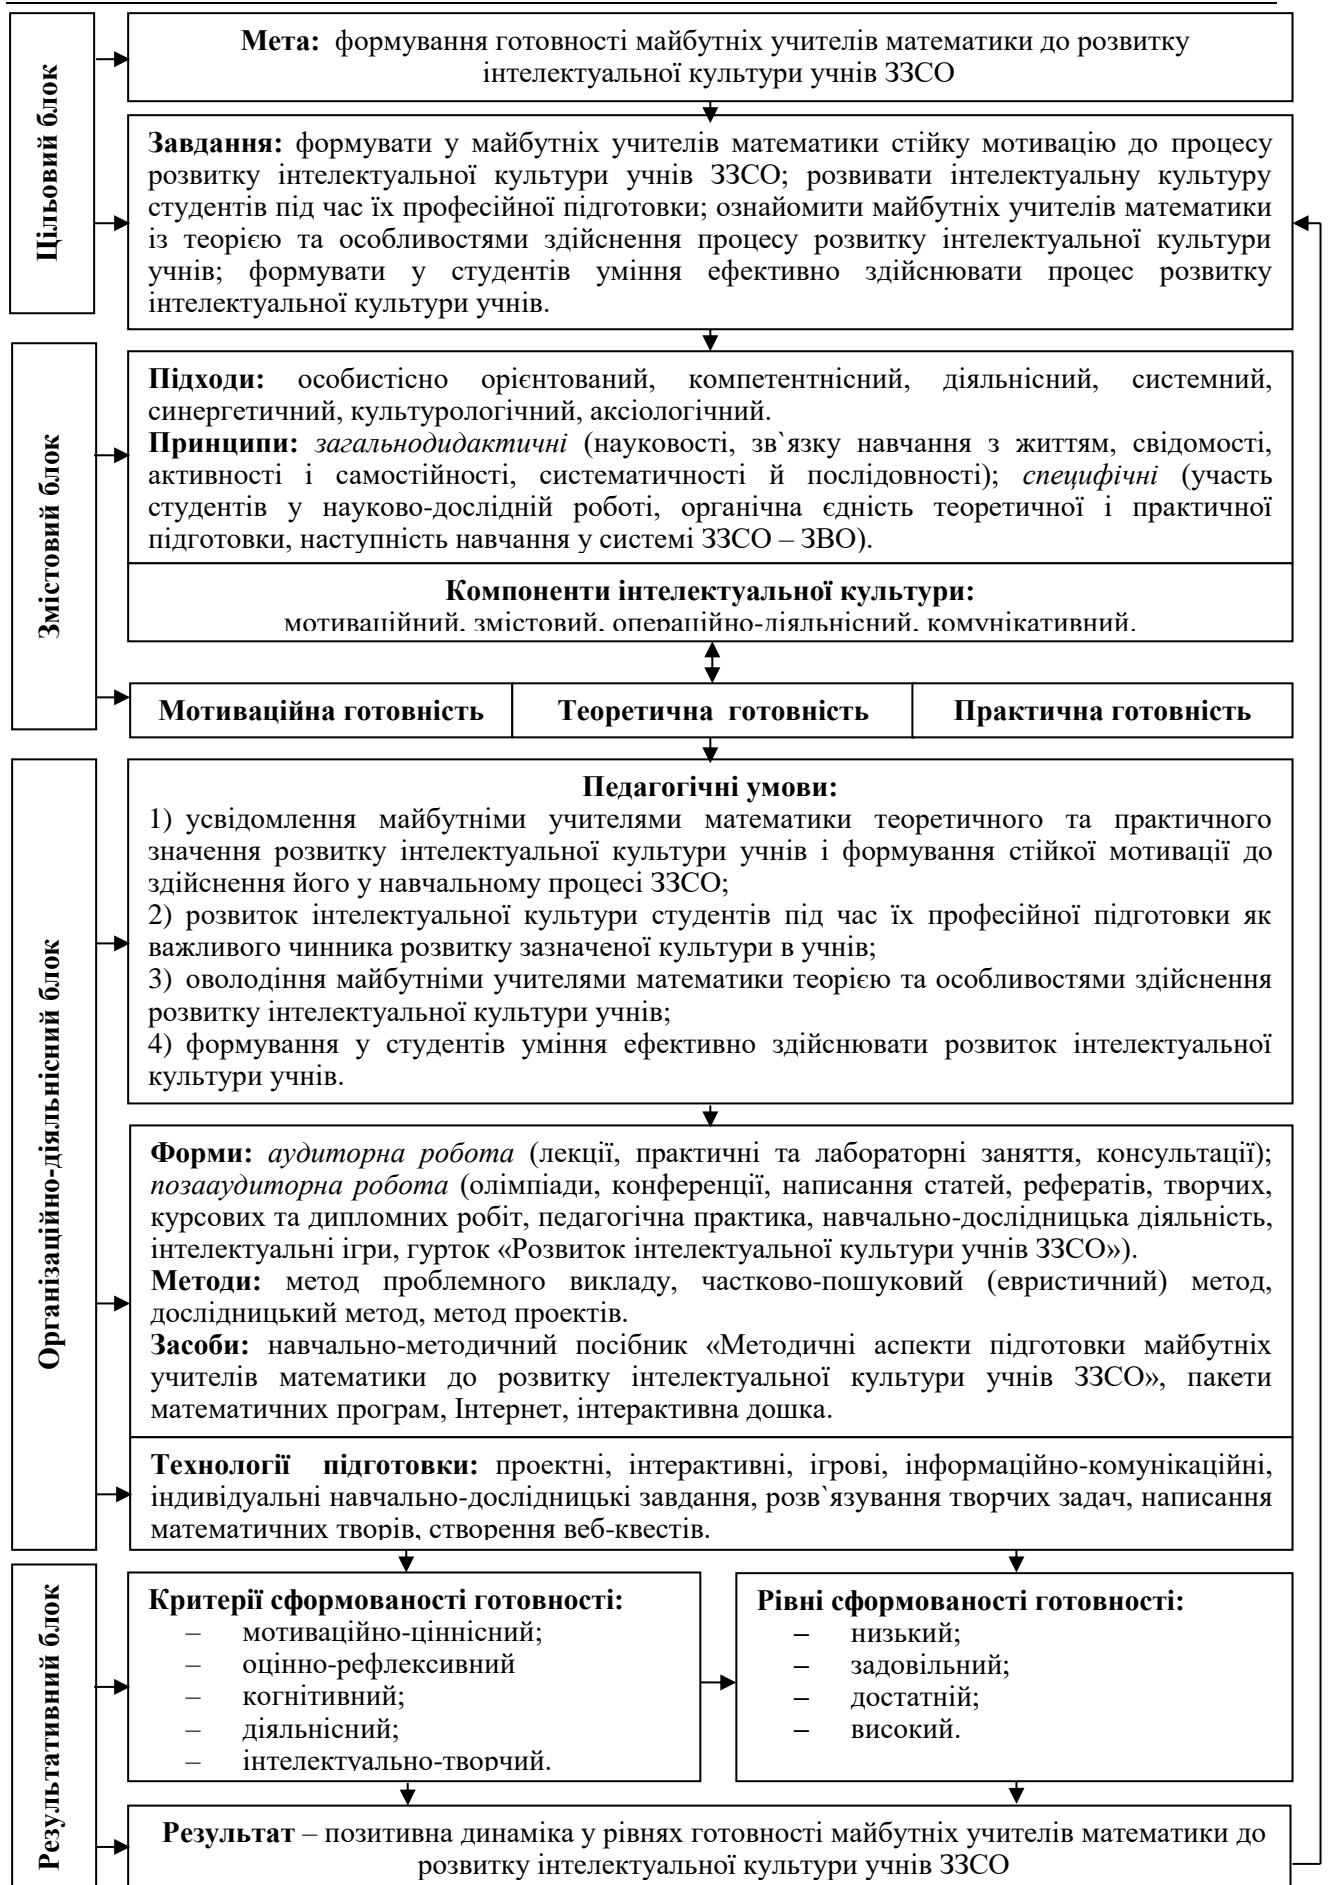 Цільовий блок
Мета: формування готовності майбутніх учителів математики до розвитку
інтелектуальної культури учнів ЗЗСО
Завдання: формувати у майбутніх учителів математики стійку мотивацію до процесу
розвитку інтелектуальної культури учнів ЗЗСО; розвивати інтелектуальну культуру
студентів під час їх професійної підготовки; ознайомити майбутніх учителів математики
із теорією та особливостями здійснення процесу розвитку інтелектуальної культури
учнів; формувати у студентів уміння ефективно здійснювати процес розвитку
інтелектуальної культури учнів.
Змістовий блок
Підходи: особистісно орієнтований, компетентнісний, діяльнісний, системний,
синергетичний, культурологічний, аксіологічний.
Принципи: загальнодидактичні (науковості, зв`язку навчання з життям, свідомості,
активності і самостійності, систематичності й послідовності); специфічні (участь
студентів у науково-дослідній роботі, органічна єдність теоретичної і практичної
підготовки, наступність навчання у системі ЗЗСО – ЗВО).
Компоненти інтелектуальної культури:
мотиваційний, змістовий, операційно-діяльнісний, комунікативний.
Мотиваційна готовність
Теоретична готовність
Практична готовність
Організаційно-діяльнісний блок
Педагогічні умови:
1) усвідомлення майбутніми учителями математики теоретичного та практичного
значення розвитку інтелектуальної культури учнів і формування стійкої мотивації до
здійснення його у навчальному процесі ЗЗСО;
2) розвиток інтелектуальної культури студентів під час їх професійної підготовки як
важливого чинника розвитку зазначеної культури в учнів;
3) оволодіння майбутніми учителями математики теорією та особливостями здійснення
розвитку інтелектуальної культури учнів;
4) формування у студентів уміння ефективно здійснювати розвиток інтелектуальної
культури учнів.
Форми: аудиторна робота (лекції, практичні та лабораторні заняття, консультації);
позааудиторна робота (олімпіади, конференції, написання статей, рефератів, творчих,
курсових та дипломних робіт, педагогічна практика, навчально-дослідницька діяльність,
інтелектуальні ігри, гурток «Розвиток інтелектуальної культури учнів ЗЗСО»).
Методи: метод проблемного викладу, частково-пошуковий (евристичний) метод,
дослідницький метод, метод проектів.
Засоби: навчально-методичний посібник «Методичні аспекти підготовки майбутніх
учителів математики до розвитку інтелектуальної культури учнів ЗЗСО», пакети
математичних програм, Інтернет, інтерактивна дошка.
Технології підготовки: проектні, інтерактивні, ігрові, інформаційно-комунікаційні,
індивідуальні навчально-дослідницькі завдання, розв`язування творчих задач, написання
математичних творів, створення веб-квестів.
Результативний блок
Критерії сформованості готовності:
– мотиваційно-ціннісний;
– оцінно-рефлексивний
– когнітивний;
– діяльнісний;
– інтелектуально-творчий.
Рівні сформованості готовності:
– низький;
– задовільний;
– достатній;
– високий.
Результат – позитивна динаміка у рівнях готовності майбутніх учителів математики до
розвитку інтелектуальної культури учнів ЗЗСО